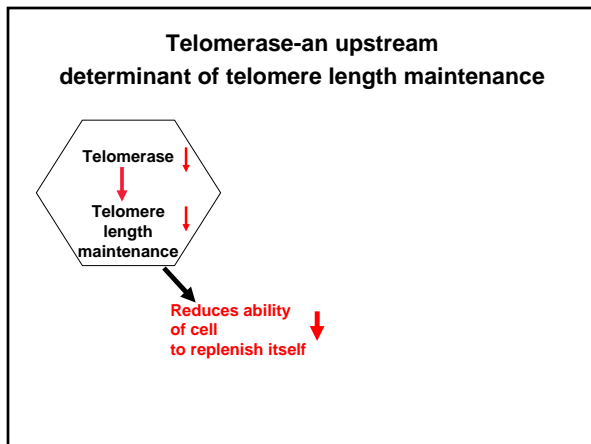 Telomerase-an upstream
determinant of telomere length maintenance
Telomerase
Telomere
length
maintenance
Reduces ability
of cell
to replenish itself